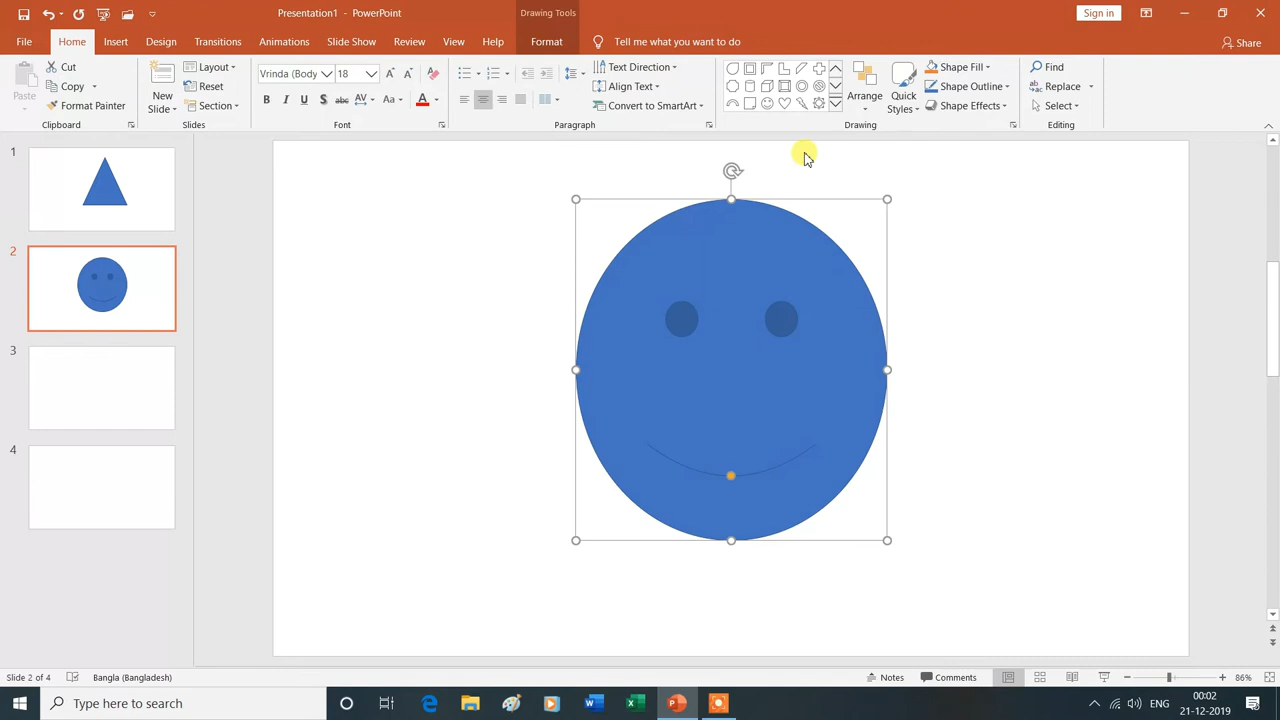 Presentation1 - PowerPoint
Drawing Tools
Sign in
File
Home
Insert
Design
Transitions
Animations
Slide Show
Review
View
Help
Format
Tell me what you want to do
Share
Paste
Cut
Copy
Format Painter
Clipboard
New
Slide
Layout
Reset
Section
Slides
Vrinda (Body
18
B I U S abc AV Aa A
Font
Text Direction
Align Text
Convert to SmartArt
Paragraph
Arrange
Quick
Styles
Shape Fill
Shape Outline
Shape Effects
Drawing
Find
Replace
Select
Editing
1
2
3
4
Slide 2 of 4
Bangla (Bangladesh)
Notes
Comments
86%
Type here to search
ENG
00:02
21-12-2019